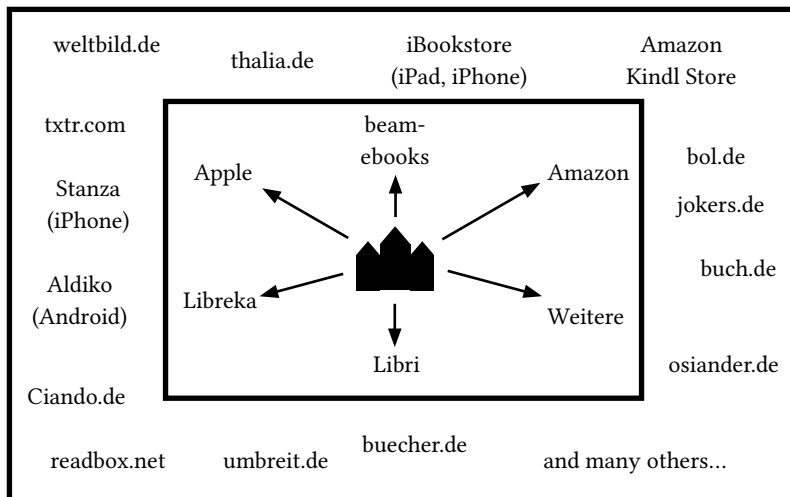 weltbild.de
thalia.de
iBookstore
(iPad, iPhone)
Amazon
Kindl Store
txtr.com
beam-
ebooks
Apple
Amazon
bol.de
Stanza
(iPhone)
jokers.de
buch.de
Aldiko
(Android)
Libreka
Weitere
Libri
osiander.de
Ciando.de
buecher.de
readbox.net
umbreit.de
and many others...